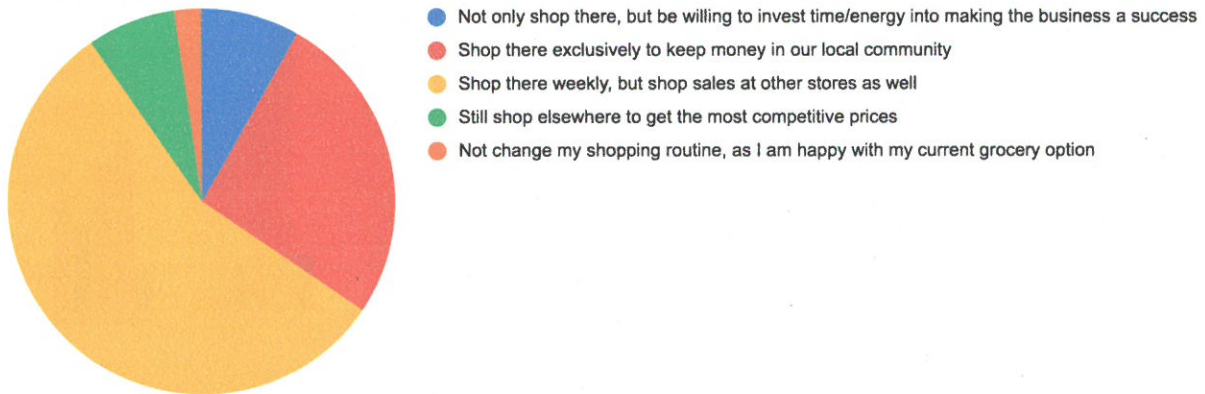 Not only shop there, but be willing to invest time/energy into making the business a success
Shop there exclusively to keep money in our local community
Shop there weekly, but shop sales at other stores as well
Still shop elsewhere to get the most competitive prices
Not change my shopping routine, as I am happy with my current grocery option